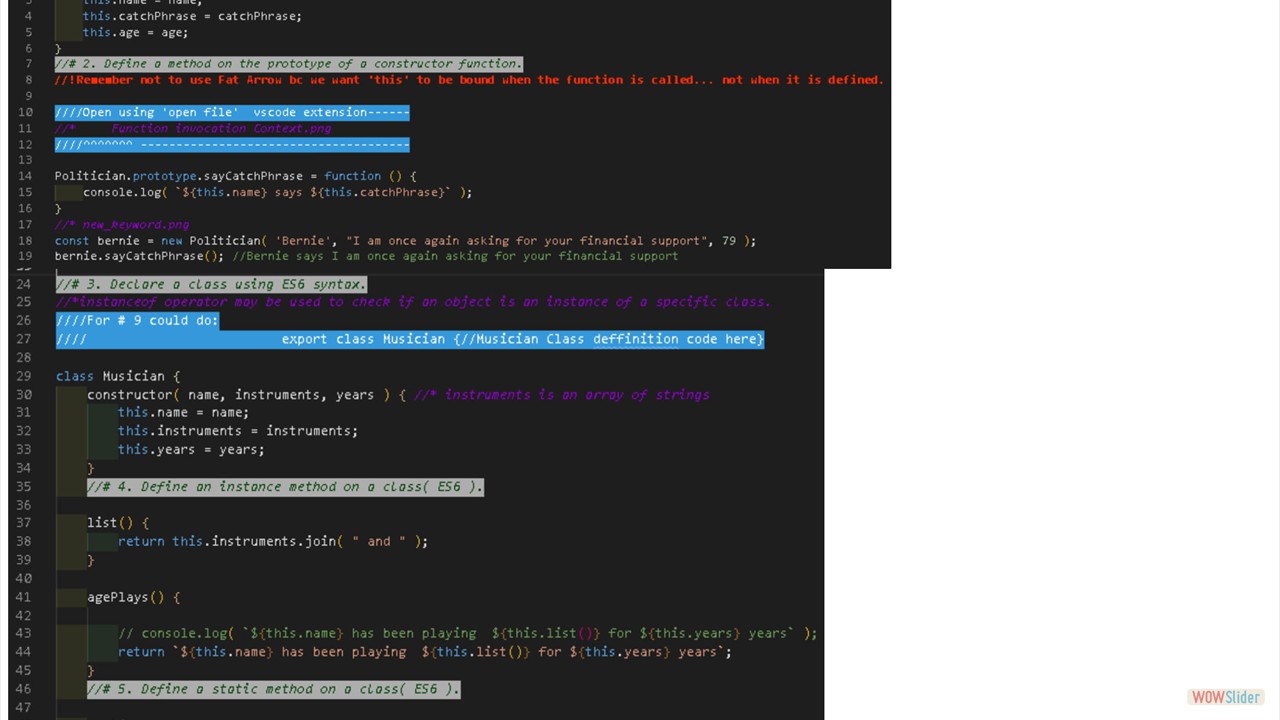 3 this.name = name;
4 this.catchPhrase = catchPhrase;
5 this.age = age;
6 }
7 //# 2. Define a method on the prototype of a constructor function.
8 //!Remember not to use Fat Arrow bc we want 'this' to be bound when the function is called... not when it is defined.
9
10 ////Open using 'open file'  vscode extension------
11 //*     Function invocation Context.png
12 ////^^^^^^^ --------------------------------------
13
14 Politician.prototype.sayCatchPhrase = function () {
15     console.log( `${this.name} says ${this.catchPhrase}` );
16 }
17 //* new_keyword.png
18 const bernie = new Politician( 'Bernie', "I am once again asking for your financial support", 79 );
19 bernie.sayCatchPhrase(); //Bernie says I am once again asking for your financial support
24 //# 3. Declare a class using ES6 syntax.
25 //*instanceof operator may be used to check if an object is an instance of a specific class.
26 ////For # 9 could do:
27 ////                         export class Musician {//Musician Class deffinition code here}
28
29 class Musician {
30     constructor( name, instruments, years ) { //* instruments is an array of strings
31         this.name = name;
32         this.instruments = instruments;
33         this.years = years;
34     }
35     //# 4. Define an instance method on a class( ES6 ).
36
37     list() {
38         return this.instruments.join( " and " );
39     }
40
41     agePlays() {
42
43         // console.log( `${this.name} has been playing  ${this.list()} for ${this.years} years` );
44         return `${this.name} has been playing  ${this.list()} for ${this.years} years`;
45     }
46     //# 5. Define a static method on a class( ES6 ).
47
WOWSlider